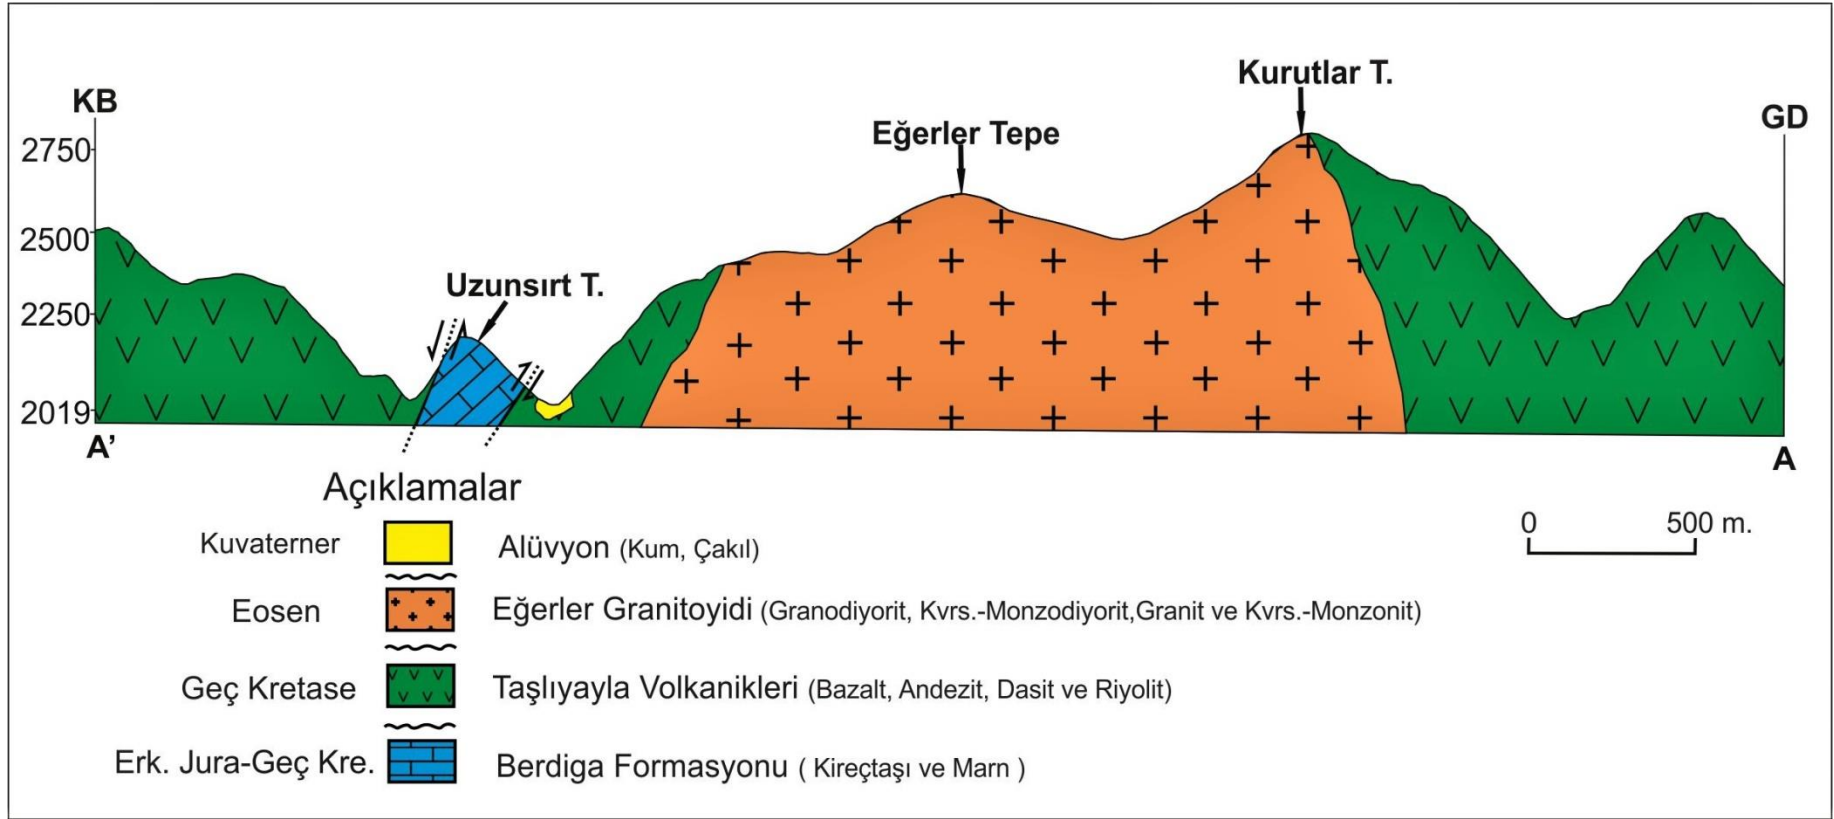 Kurutlar T.
KB
GD
Eğerler Tepe
2750
2500
Uzunsırt T.
2250
2019
A’
A
Açıklamalar
0 500 m.
Kuvaterner Alüvyon (Kum, Çakıl)
Eosen Eğerler Granitoyidi (Granodiyorit, Kvrs.-Monzodiyorit,Granit ve Kvrs.-Monzonit)
Geç Kretase Taşlıyayla Volkanikleri (Bazalt, Andezit, Dasit ve Riyolit)
Erk. Jura-Geç Kre. Berdiga Formasyonu ( Kireçtaşı ve Marn )